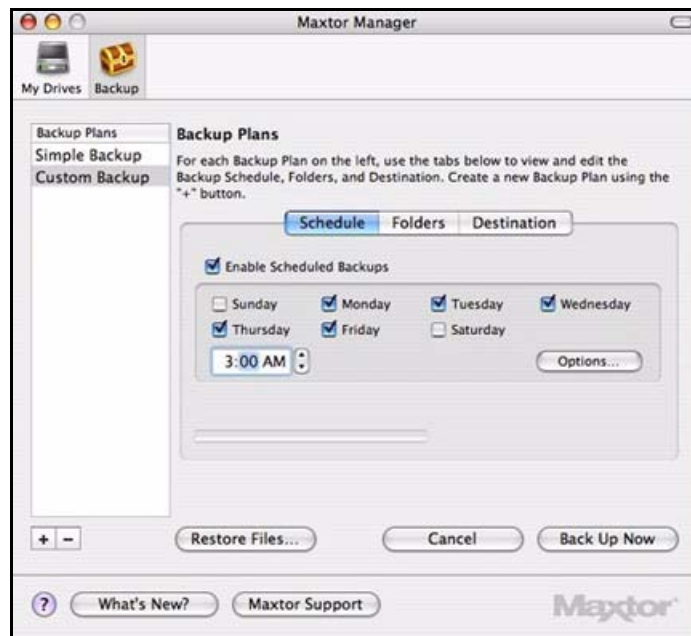 Maxtor Manager
My Drives Backup
Backup Plans
Simple Backup
Custom Backup
Backup Plans
For each Backup Plan on the left, use the tabs below to view and edit the
Backup Schedule, Folders, and Destination. Create a new Backup Plan using the
"+" button.
Schedule Folders Destination
Enable Scheduled Backups
Sunday Monday Tuesday Wednesday
Thursday Friday Saturday
3:00 AM Options...
+ − Restore Files... Cancel Back Up Now
? What's New? Maxtor Support Maxtor